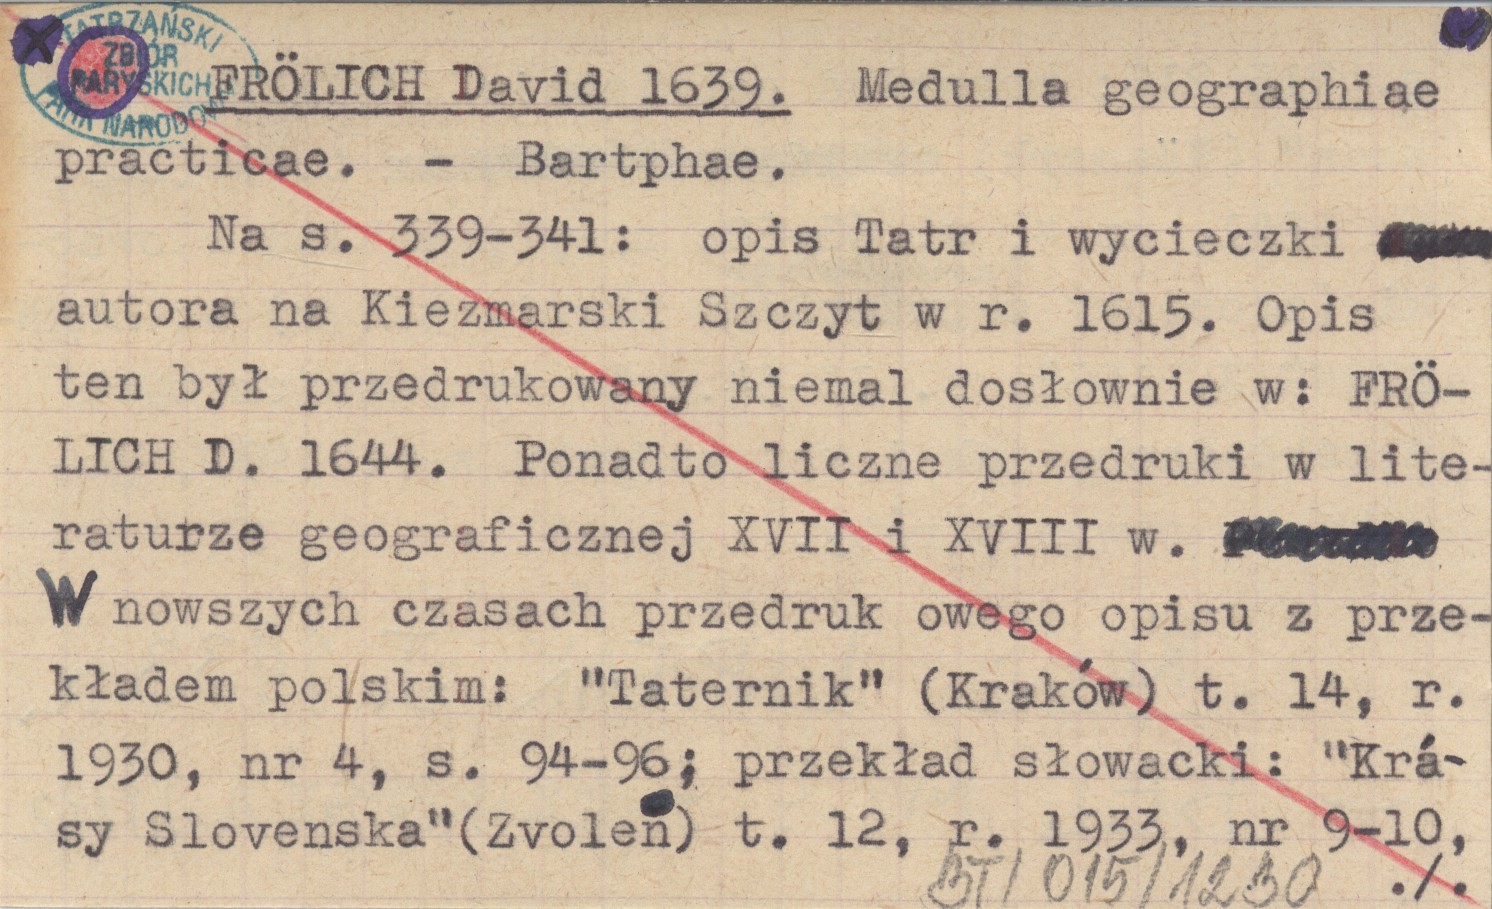 TATRZAŃSKI
ZBIÓR
PARYSKICH
PARK NARODOWY
FRÖLICH David 1639. Medulla geographiae
practicae. - Bartphae.
Na s. 339-341: opis Tatr i wycieczki
autora na Kiezmarski Szczyt w r. 1615. Opis
ten był przedrukowany niemal dosłownie w: FRÖ-
LICH D. 1644. Ponadto liczne przedruki w lite-
raturze geograficznej XVII i XVIII w.
W nowszych czasach przedruk owego opisu z prze-
kładem polskim: "Taternik" (Kraków) t. 14, r.
1930, nr 4, s. 94-96; przekład słowacki: "Krá-
sy Slovenska"(Zvolen) t. 12, r. 1933, nr 9-10,
BT/015/1230 ./.